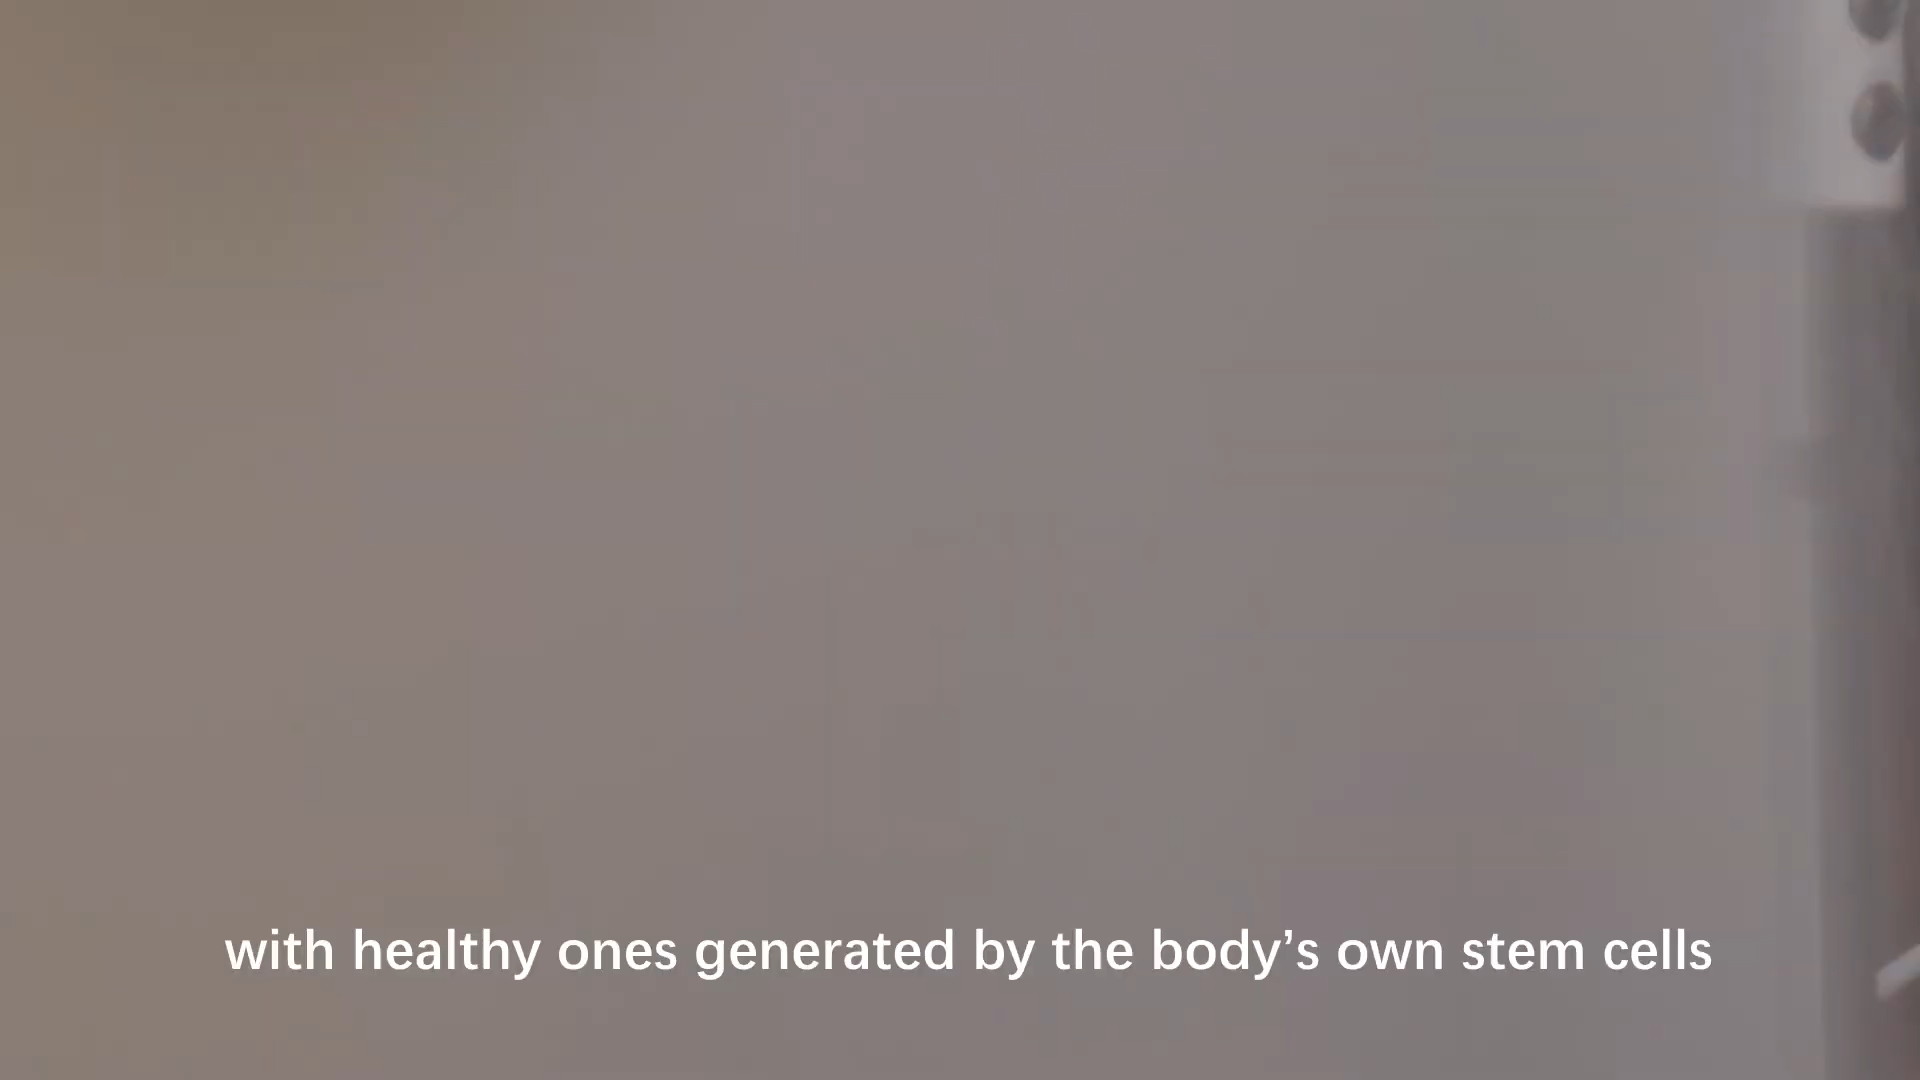 with healthy ones generated by the body’s own stem cells